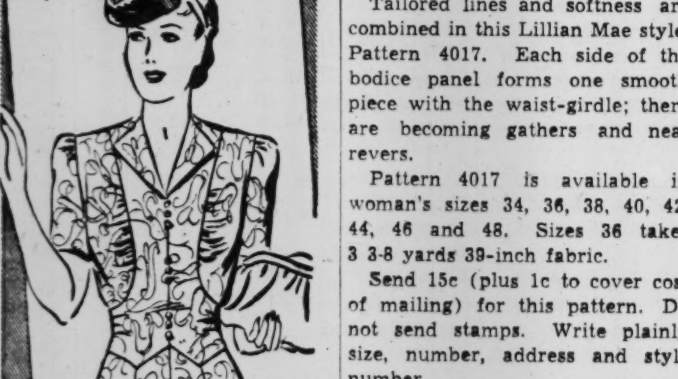 Tailored lines and softness ar
combined in this Lillian Mae style
Pattern 4017. Each side of th
bodice panel forms one smoot
piece with the waist-girdle; ther
are becoming gathers and nea
revers.
Pattern 4017 is available i
woman's sizes 34, 36, 38, 40, 42
44, 46 and 48. Sizes 36 take
3 3-8 yards 39-inch fabric.
Send 15c (plus 1c to cover cos
of mailing) for this pattern. D
not send stamps. Write plainl
size, number, address and styl
number.